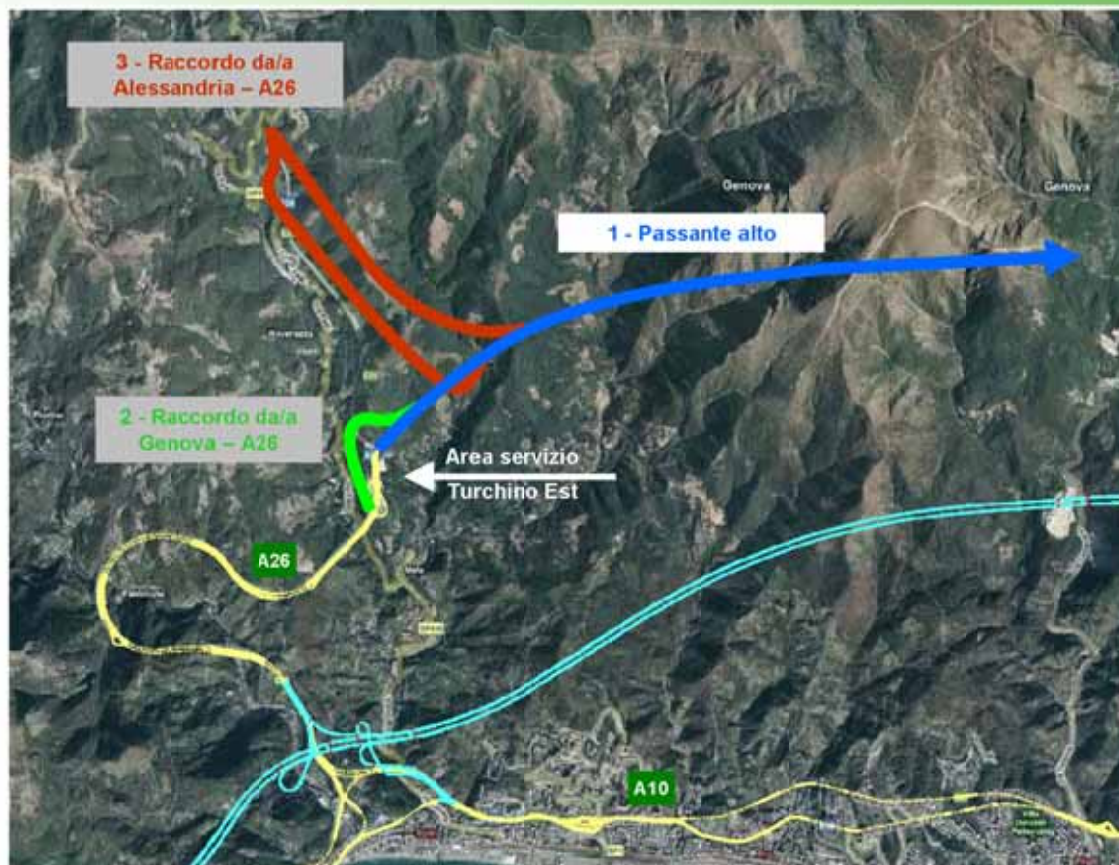 3 - Raccordo da/a
Alessandria – A26
Genova
Genova
1 - Passante alto
2 - Raccordo da/a
Genova – A26
Area servizio
Turchino Est
A26
A10